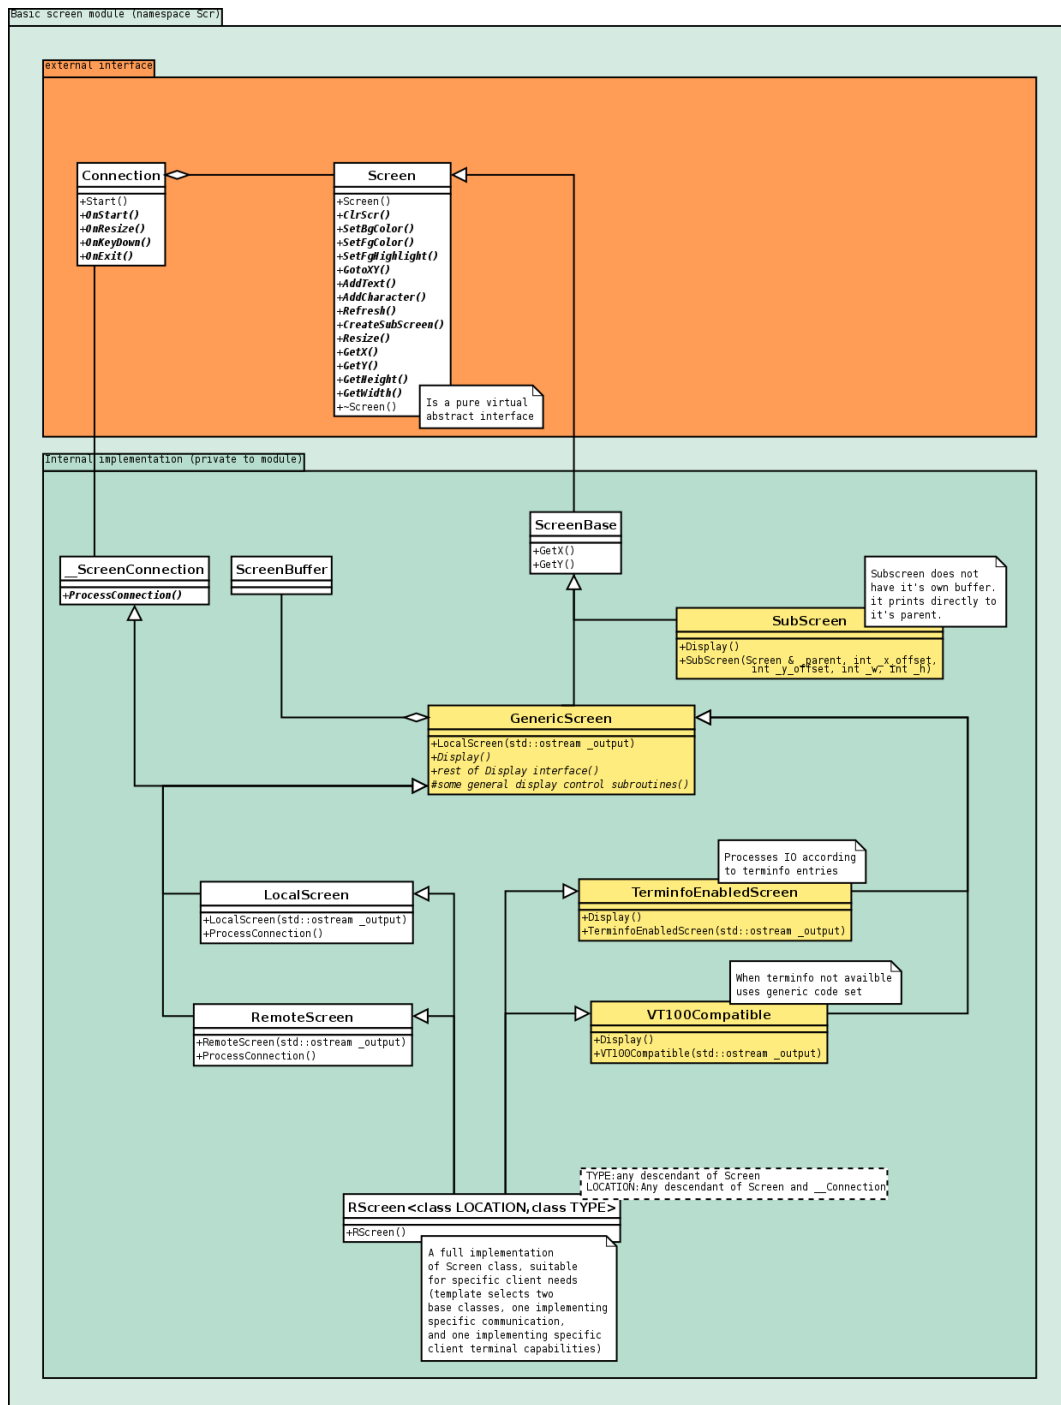 Basic screen module (namespace Scr)
external interface
Connection
+Start()
+OnStart()
+OnResize()
+OnKeyDown()
+OnExit()
Screen
+Screen()
+ClrScr()
+SetBgColor()
+SetFgColor()
+SetFgHighlight()
+GotoXY()
+AddText()
+AddCharacter()
+Refresh()
+CreateSubScreen()
+Resize()
+GetX()
+GetY()
+GetHeight()
+GetWidth()
+~Screen()
Is a pure virtual
abstract interface
Internal implementation (private to module)
ScreenBase
+GetX()
+GetY()
__ScreenConnection
+ProcessConnection()
ScreenBuffer
Subscreen does not
have it's own buffer.
it prints directly to
it's parent.
SubScreen
+Display()
+SubScreen(Screen & _parent, int _x_offset,
int _y_offset, int _w, int _h)
GenericScreen
+LocalScreen(std::ostream _output)
+Display()
+rest of Display interface()
#some general display control subroutines()
Processes IO according
to terminfo entries
LocalScreen
+LocalScreen(std::ostream _output)
+ProcessConnection()
TerminfoEnabledScreen
+Display()
+TerminfoEnabledScreen(std::ostream _output)
When terminfo not availble
uses generic code set
RemoteScreen
+RemoteScreen(std::ostream _output)
+ProcessConnection()
VT100Compatible
+Display()
+VT100Compatible(std::ostream _output)
TYPE:any descendant of Screen
LOCATION:Any descendant of Screen and __Connection
RScreen<class LOCATION,class TYPE>
+RScreen()
A full implementation
of Screen class, suitable
for specific client needs
(template selects two
base classes, one implementing
specific communication,
and one implementing specific
client terminal capabilities)